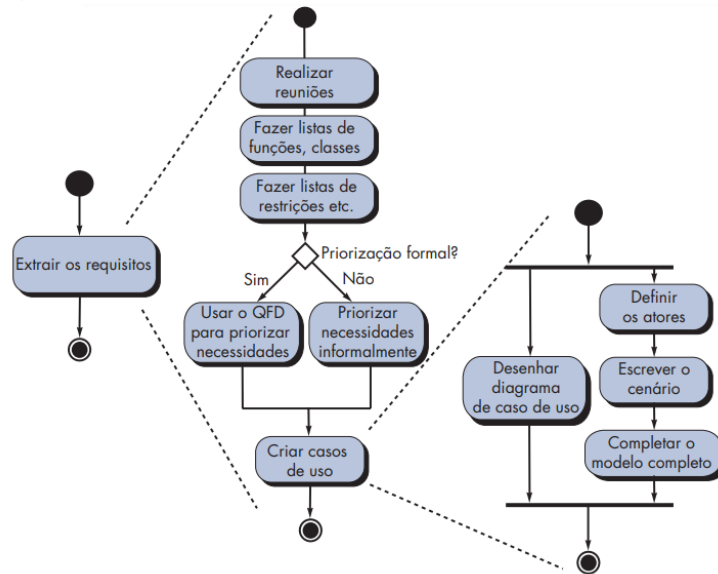 Extrair os requisitos
Realizar
reuniões
Fazer listas de
funções, classes
Fazer listas de
restrições etc.
Priorização formal?
Sim
Não
Usar o QFD
para priorizar
necessidades
Priorizar
necessidades
informalmente
Criar casos
de uso
Desenhar
diagrama
de caso de uso
Definir
os atores
Escrever o
cenário
Completar o
modelo completo